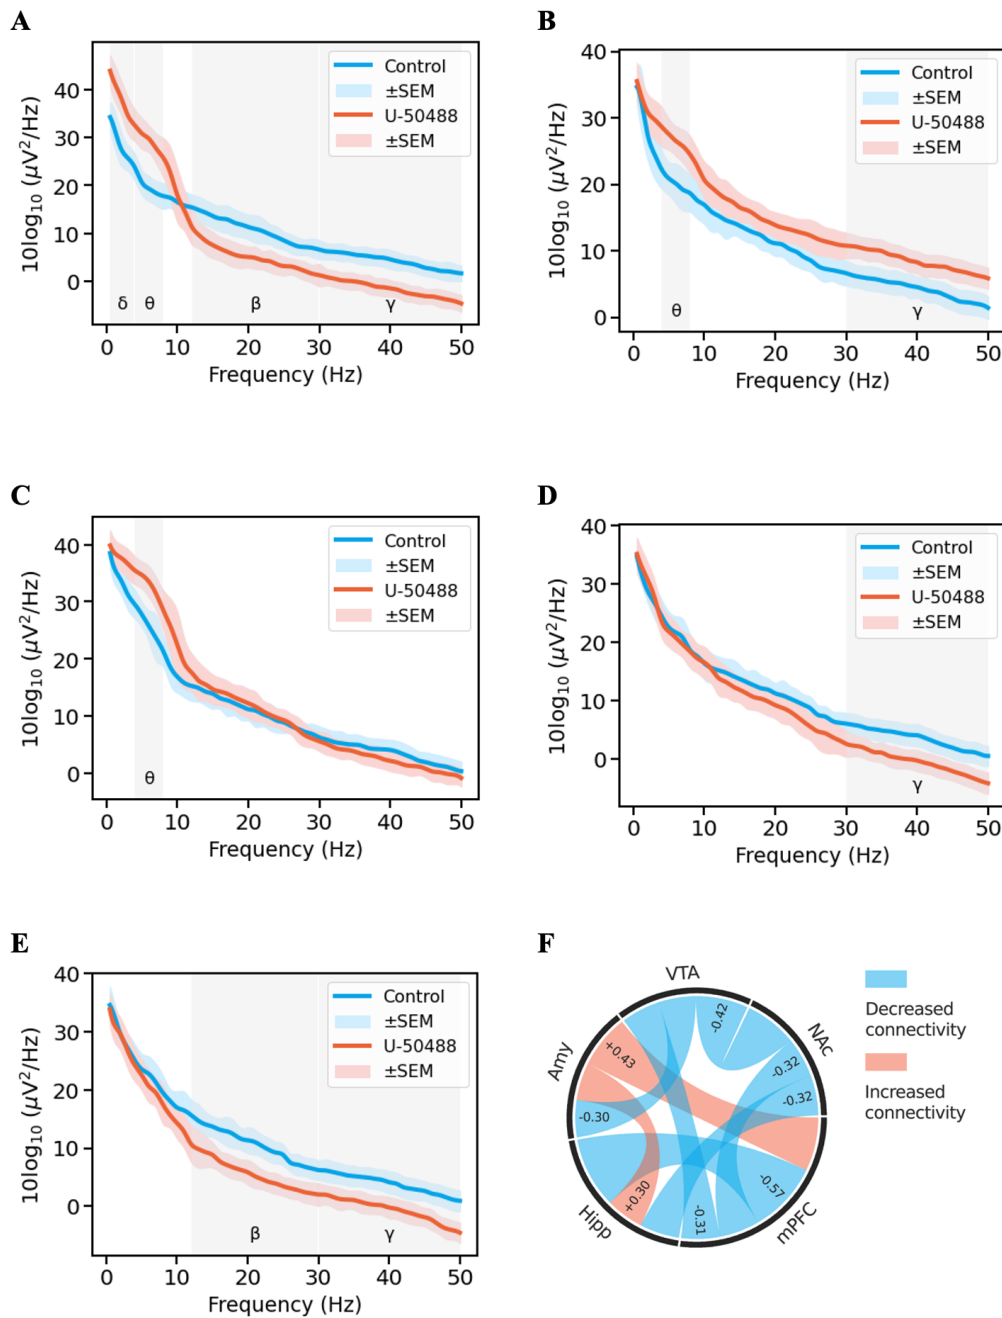 A
10log10 (μV2/Hz)
40
30
20
10
0
Control
±SEM
U-50488
±SEM
δ θ β γ
0 10 20 30 40 50
Frequency (Hz)
B
10log10 (μV2/Hz)
40
30
20
10
0
Control
±SEM
U-50488
±SEM
θ γ
0 10 20 30 40 50
Frequency (Hz)
C
10log10 (μV2/Hz)
40
30
20
10
0
Control
±SEM
U-50488
±SEM
θ
0 10 20 30 40 50
Frequency (Hz)
D
10log10 (μV2/Hz)
40
30
20
10
0
Control
±SEM
U-50488
±SEM
γ
0 10 20 30 40 50
Frequency (Hz)
E
10log10 (μV2/Hz)
40
30
20
10
0
Control
±SEM
U-50488
±SEM
β γ
0 10 20 30 40 50
Frequency (Hz)
F
VTA
NAc
mPFC
Hipp
Amy
-0.42
-0.32
-0.32
-0.57
-0.31
+0.30
-0.30
+0.43
Decreased
connectivity
Increased
connectivity